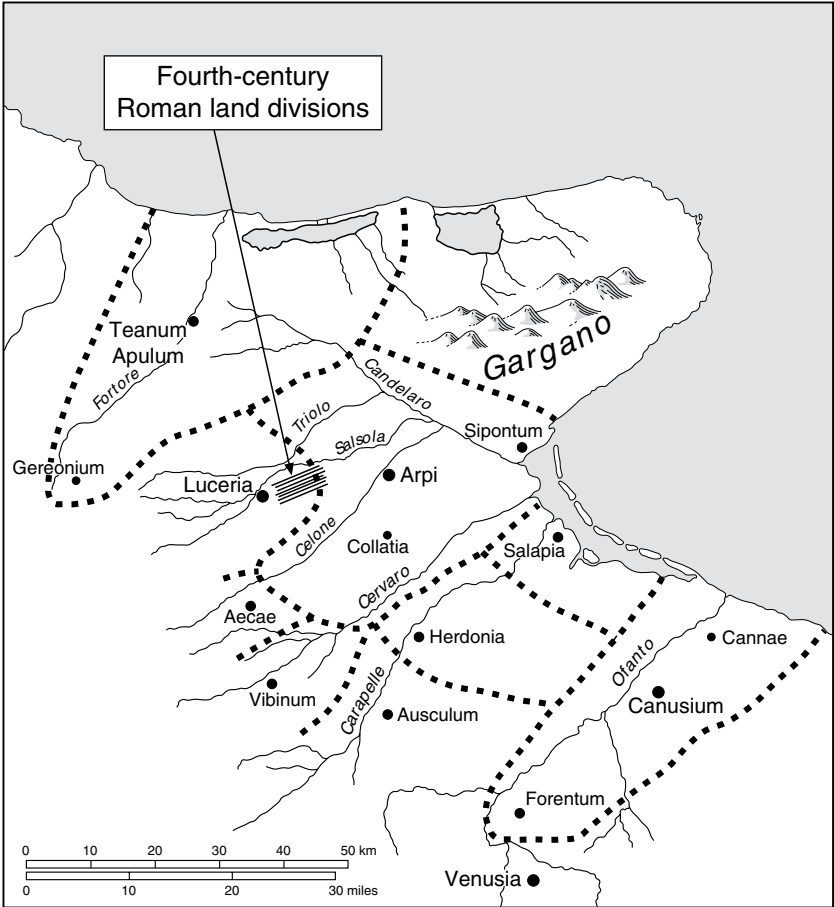 Fourth-century
Roman land divisions
Gargano
Teanum
Apulum
Fortore
Candelaro
Triolo
Salsola
Sipontum
Gereonium
Luceria
Arpi
Celone
Collatia
Salapia
Cervaro
Aecae
Herdonia
Ofanto
Cannae
Vibinum
Carapelle
Ausculum
Canusium
Forentum
Venusia
0 10 20 30 40 50 km
0 10 20 30 miles